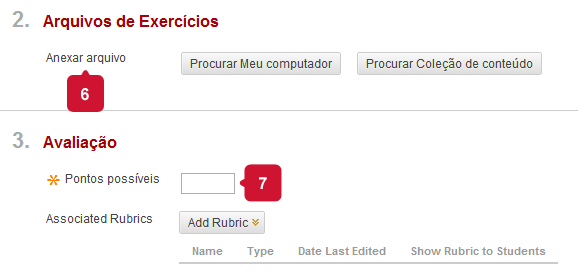 2. Arquivos de Exercícios
Anexar arquivo Procurar Meu computador Procurar Coleção de conteúdo
6
3. Avaliação
Pontos possíveis 7
Associated Rubrics Add Rubric
Name Type Date Last Edited Show Rubric to Students